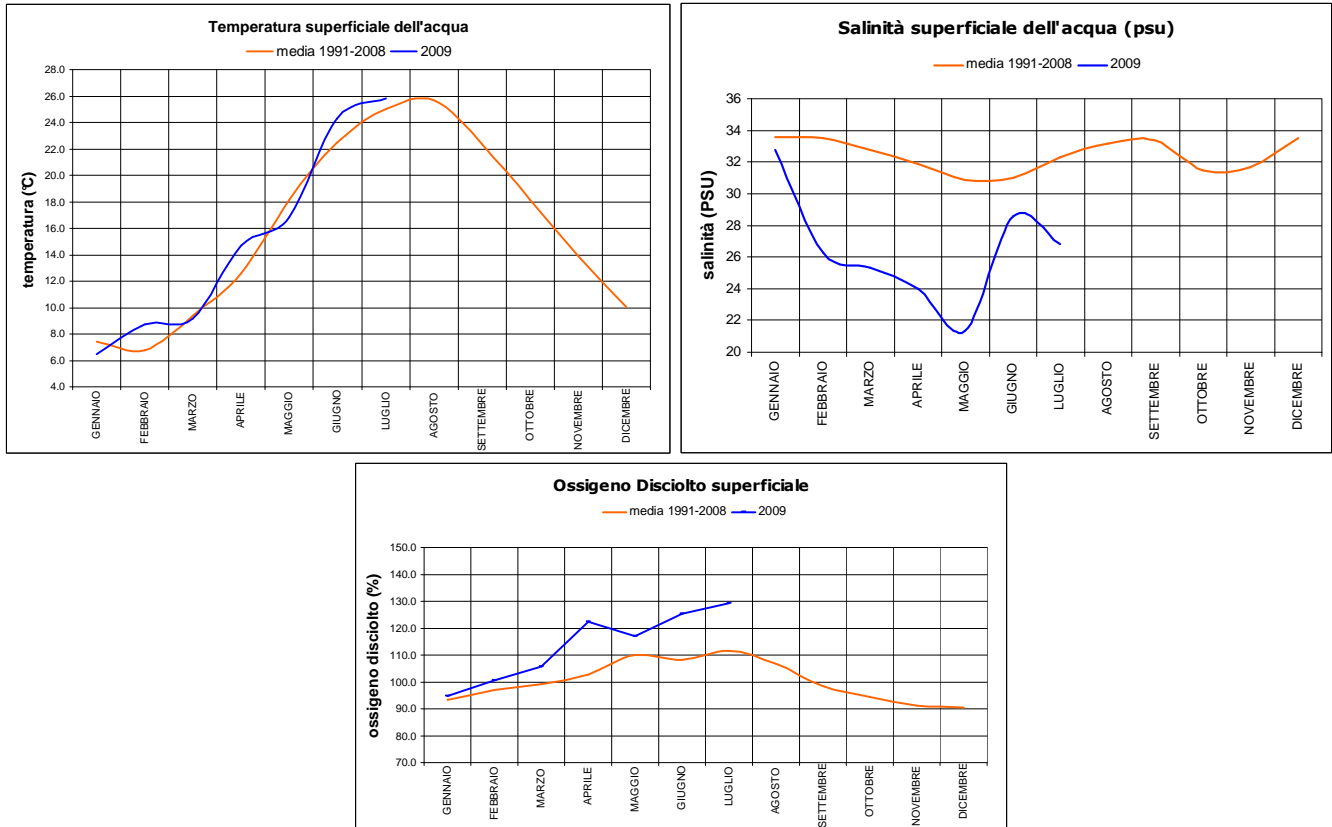 Temperatura superficiale dell'acqua
media 1991-2008 2009
temperatura (°C)
28.0
26.0
24.0
22.0
20.0
18.0
16.0
14.0
12.0
10.0
8.0
6.0
4.0
GENNAIO
FEBBRAIO
MARZO
APRILE
MAGGIO
GIUGNO
LUGLIO
AGOSTO
SETTEMBRE
OTTOBRE
NOVEMBRE
DICEMBRE
Salinità superficiale dell'acqua (psu)
media 1991-2008 2009
salinità (PSU)
36
34
32
30
28
26
24
22
20
GENNAIO
FEBBRAIO
MARZO
APRILE
MAGGIO
GIUGNO
LUGLIO
AGOSTO
SETTEMBRE
OTTOBRE
NOVEMBRE
DICEMBRE
Ossigeno Disciolto superficiale
media 1991-2008 2009
ossigeno disciolto (%)
150.0
140.0
130.0
120.0
110.0
100.0
90.0
80.0
70.0
GENNAIO
FEBBRAIO
MARZO
APRILE
MAGGIO
GIUGNO
LUGLIO
AGOSTO
SETTEMBRE
OTTOBRE
NOVEMBRE
DICEMBRE